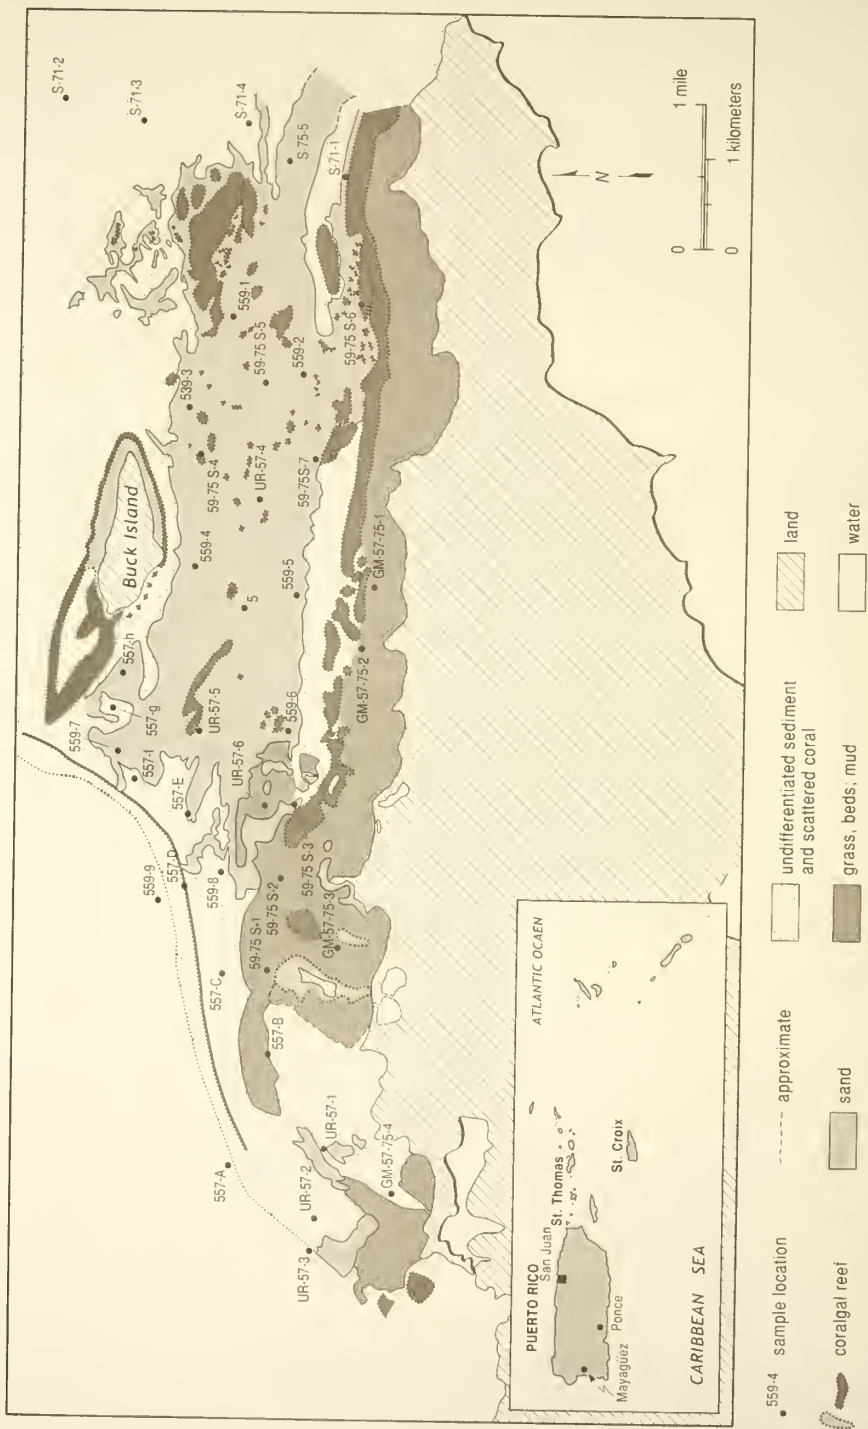 S-71-2
S-71-3
S-71-4
S-75-5
S-71-1
559-1
59-75 S-5
559-2
59-75 S-6
539-3
59-75 S-4
UR-57-4
59-75S-7
Buck Island
559-4
5
559-5
GM-57-75-1
GM-57-75-2
557-h
557-g
559-7
557-f
UR-57-5
559-6
UR-57-6
557-E
557-D
559-9
559-8
59-75 S-3
59-75 S-2
59-75 S-1
GM-57-75-3
557-C
557-B
557-A
UR-57-1
UR-57-2
UR-57-3
GM-57-75-4
N
0 1 mile
0 1 kilometers
PUERTO RICO
San Juan
St. Thomas
ATLANTIC OCAEN
Mayagüez
Ponce
St. Croix
CARIBBEAN SEA
559-4 sample location
approximate
undifferentiated sediment
and scattered coral
land
coralgal reef
sand
grass, beds; mud
water